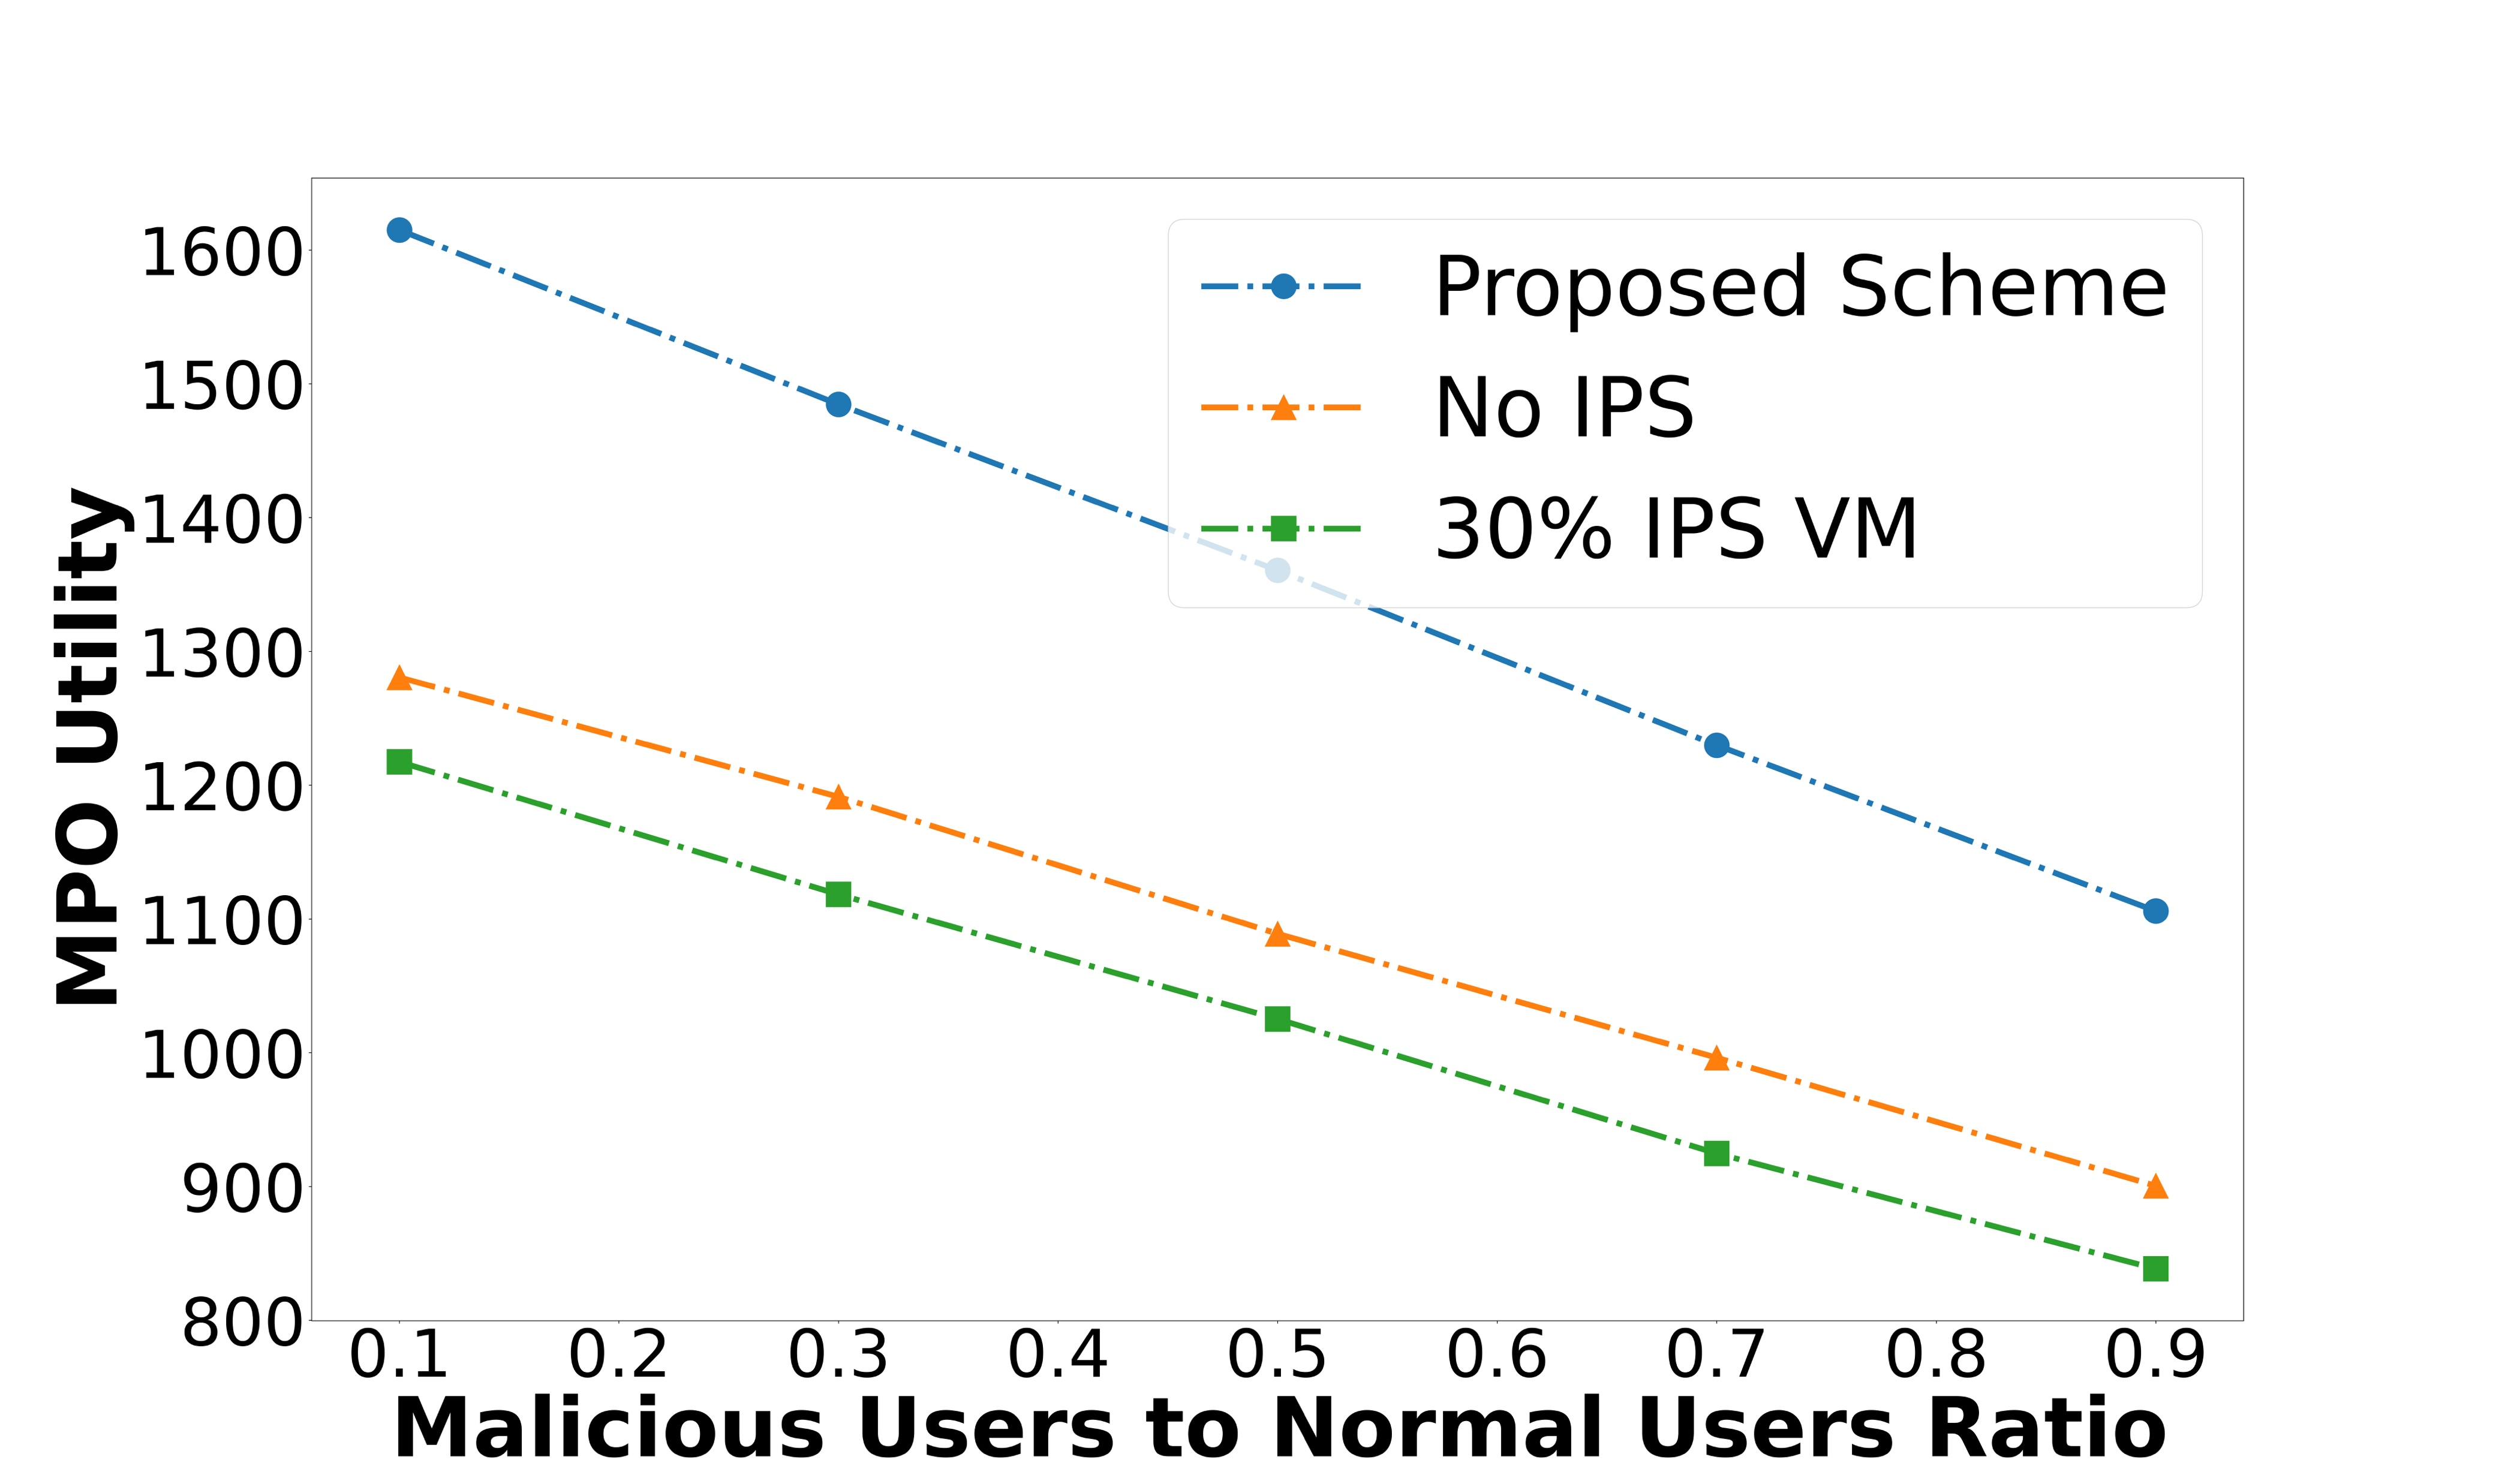 1600
1500
1400
1300
1200
1100
1000
900
800
MPO Utility
Proposed Scheme
No IPS
30% IPS VM
0.1 0.2 0.3 0.4 0.5 0.6 0.7 0.8 0.9
Malicious Users to Normal Users Ratio